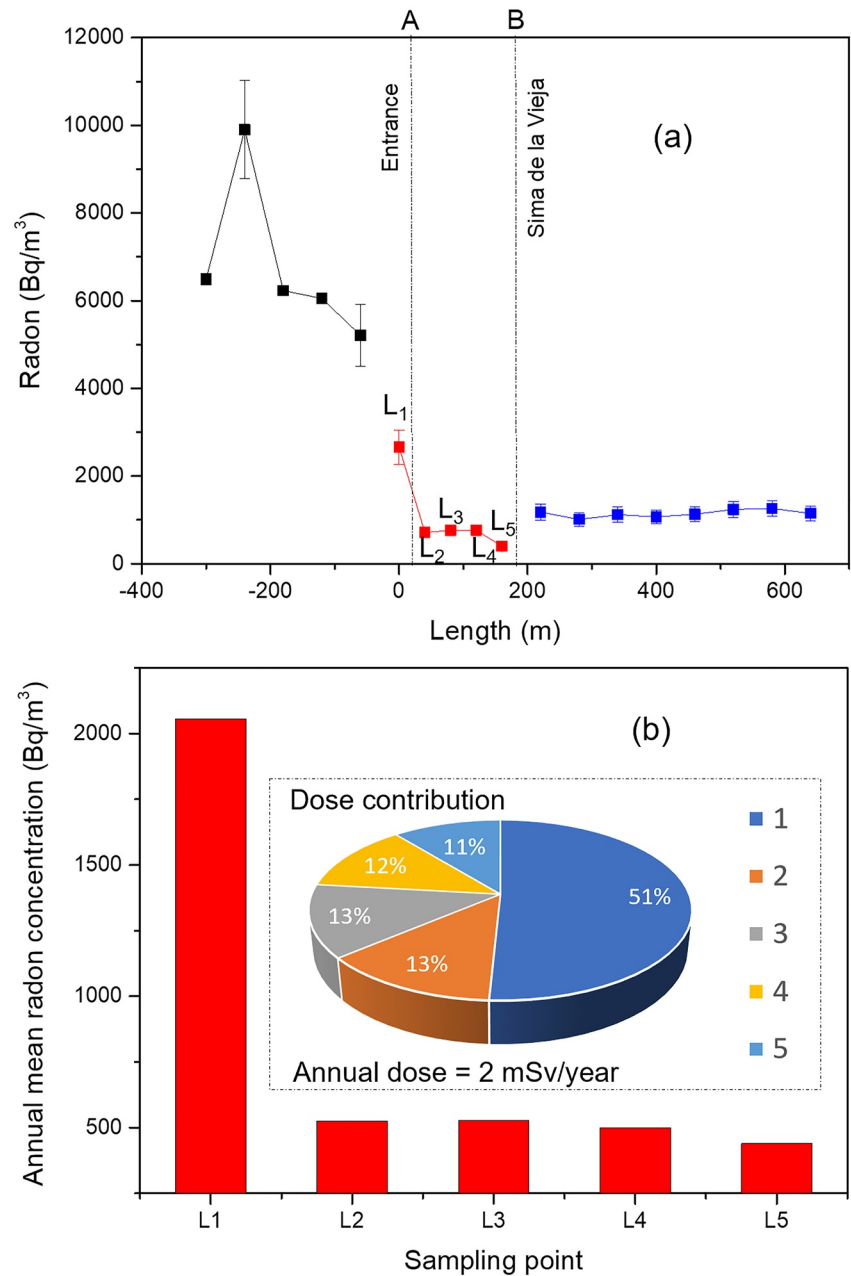 A
B
12000
10000
8000
6000
4000
2000
0
Radon (Bq/m³)
Entrance
Sima de la Vieja
(a)
L₁
L₂
L₃
L₄
L₅
-400
-200
0
200
400
600
Length (m)
Annual mean radon concentration (Bq/m³)
2000
1500
1000
500
(b)
Dose contribution
51%
13%
13%
12%
11%
1
2
3
4
5
Annual dose = 2 mSv/year
L1
L2
L3
L4
L5
Sampling point